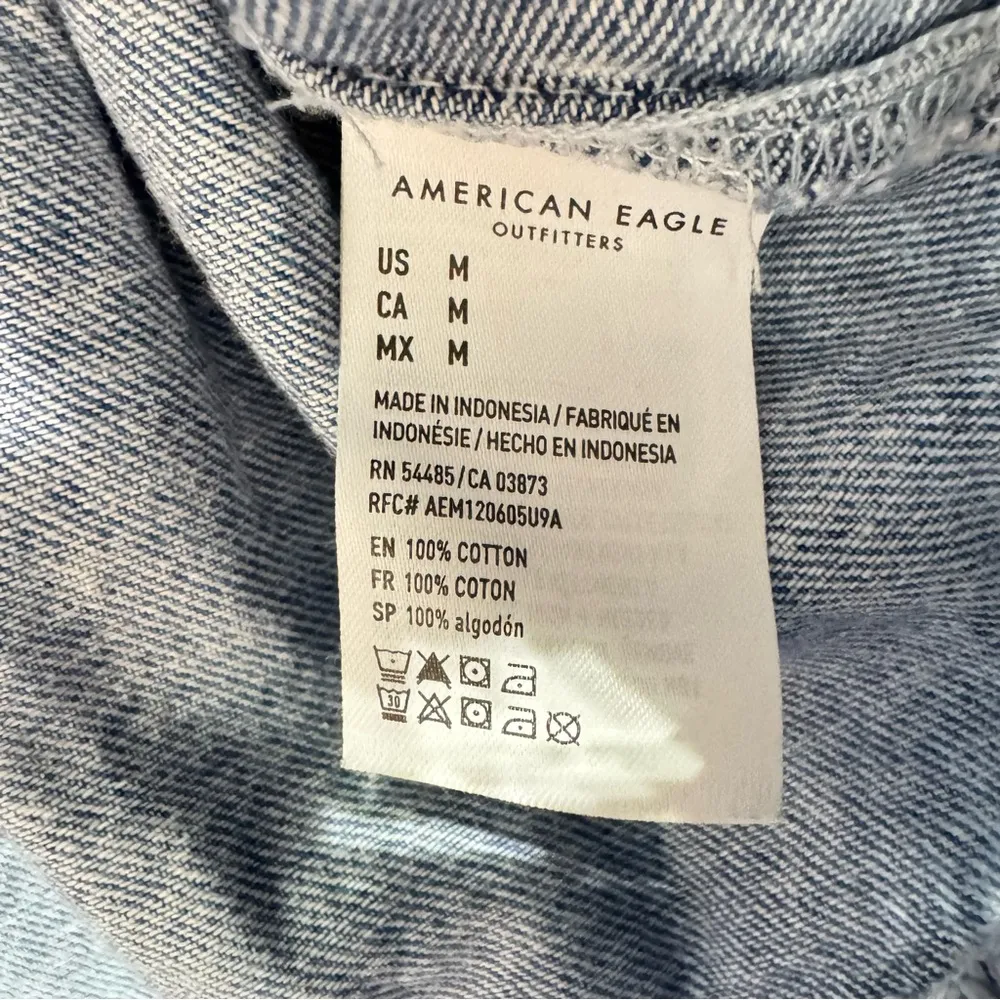 AMERICAN EAGLE
OUTFITTERS
US M
CA M
MX M
MADE IN INDONESIA / FABRIQUÉ EN
INDONÉSIE / HECHO EN INDONESIA
RN 54485 / CA 03873
RFC# AEM120605U9A
EN 100% COTTON
FR 100% COTON
SP 100% algodón
30